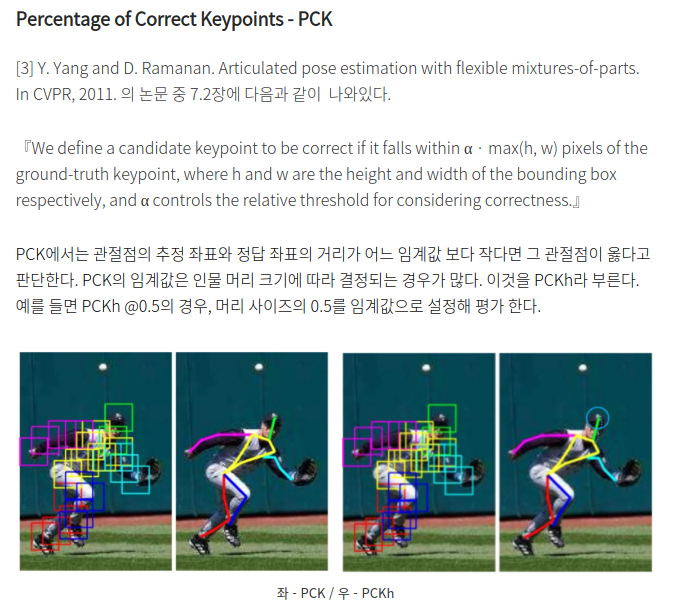 Percentage of Correct Keypoints - PCK
[3] Y. Yang and D. Ramanan. Articulated pose estimation with flexible mixtures-of-parts.
In CVPR, 2011. 의 논문 중 7.2장에 다음과 같이 나와있다.
『We define a candidate keypoint to be correct if it falls within α · max(h, w) pixels of the
ground-truth keypoint, where h and w are the height and width of the bounding box
respectively, and α controls the relative threshold for considering correctness.』
PCK에서는 관절점의 추정 좌표와 정답 좌표의 거리가 어느 임계값 보다 작다면 그 관절점이 옳다고
판단한다. PCK의 임계값은 인물 머리 크기에 따라 결정되는 경우가 많다. 이것을 PCKh라 부른다.
예를 들면 PCKh @0.5의 경우, 머리 사이즈의 0.5를 임계값으로 설정해 평가 한다.
좌 - PCK / 우 - PCKh